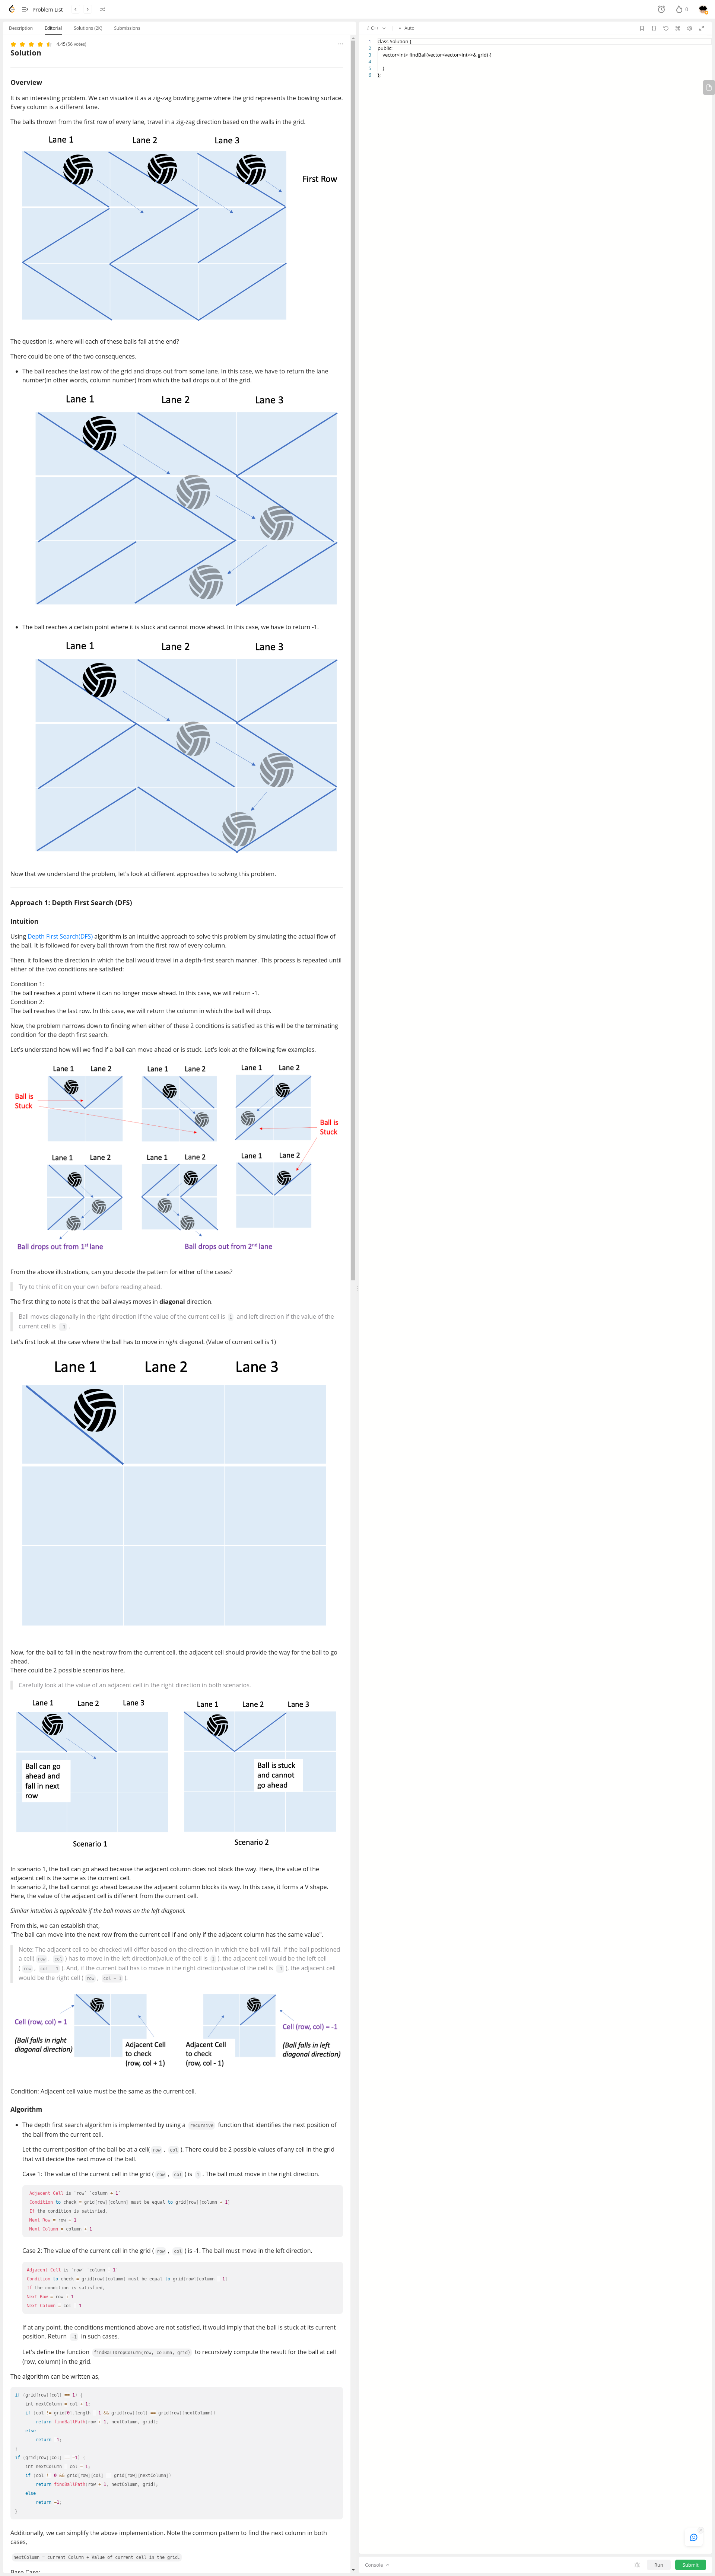 Problem List
0
Description
Editorial
Solutions (2K)
Submissions
C++
Auto
4.45 (56 votes)
Solution
Overview
It is an interesting problem. We can visualize it as a zig-zag bowling game where the grid represents the bowling surface.
Every column is a different lane.
The balls thrown from the first row of every lane, travel in a zig-zag direction based on the walls in the grid.
Lane 1
Lane 2
Lane 3
First Row
The question is, where will each of these balls fall at the end?
There could be one of the two consequences.
• The ball reaches the last row of the grid and drops out from some lane. In this case, we have to return the lane
number(in other words, column number) from which the ball drops out of the grid.
Lane 1
Lane 2
Lane 3
• The ball reaches a certain point where it is stuck and cannot move ahead. In this case, we have to return -1.
Lane 1
Lane 2
Lane 3
Now that we understand the problem, let's look at different approaches to solving this problem.
Approach 1: Depth First Search (DFS)
Intuition
Using Depth First Search(DFS) algorithm is an intuitive approach to solve this problem by simulating the actual flow of
the ball. It is followed for every ball thrown from the first row of every column.
Then, it follows the direction in which the ball would travel in a depth-first search manner. This process is repeated until
either of the two conditions are satisfied:
Condition 1:
The ball reaches a point where it can no longer move ahead. In this case, we will return -1.
Condition 2:
The ball reaches the last row. In this case, we will return the column in which the ball will drop.
Now, the problem narrows down to finding when either of these 2 conditions is satisfied as this will be the terminating
condition for the depth first search.
Let's understand how will we find if a ball can move ahead or is stuck. Let's look at the following few examples.
Lane 1 Lane 2
Lane 1 Lane 2
Lane 1 Lane 2
Ball is
Stuck
Ball is
Stuck
Lane 1 Lane 2
Lane 1 Lane 2
Lane 1 Lane 2
Ball drops out from 1st lane
Ball drops out from 2nd lane
From the above illustrations, can you decode the pattern for either of the cases?
Try to think of it on your own before reading ahead.
The first thing to note is that the ball always moves in diagonal direction.
Ball moves diagonally in the right direction if the value of the current cell is 1 and left direction if the value of the
current cell is -1 .
Let's first look at the case where the ball has to move in right diagonal. (Value of current cell is 1)
Lane 1
Lane 2
Lane 3
Now, for the ball to fall in the next row from the current cell, the adjacent cell should provide the way for the ball to go
ahead.
There could be 2 possible scenarios here,
Carefully look at the value of an adjacent cell in the right direction in both scenarios.
Lane 1 Lane 2 Lane 3
Lane 1 Lane 2 Lane 3
Ball can go
ahead and
fall in next
row
Ball is stuck
and cannot
go ahead
Scenario 1
Scenario 2
In scenario 1, the ball can go ahead because the adjacent column does not block the way. Here, the value of the
adjacent cell is the same as the current cell.
In scenario 2, the ball cannot go ahead because the adjacent column blocks its way. In this case, it forms a V shape.
Here, the value of the adjacent cell is different from the current cell.
Similar intuition is applicable if the ball moves on the left diagonal.
From this, we can establish that,
"The ball can move into the next row from the current cell if and only if the adjacent column has the same value".
Note: The adjacent cell to be checked will differ based on the direction in which the ball will fall. If the ball positioned
a cell( row , col ) has to move in the left direction(value of the cell is 1 ), the adjacent cell would be the left cell
( row , col - 1 ). And, if the current ball has to move in the right direction(value of the cell is -1 ), the adjacent cell
would be the right cell ( row , col - 1 ).
Cell (row, col) = 1
(Ball falls in right
diagonal direction)
Adjacent Cell
to check
(row, col + 1)
Adjacent Cell
to check
(row, col - 1)
Cell (row, col) = -1
(Ball falls in left
diagonal direction)
Condition: Adjacent cell value must be the same as the current cell.
Algorithm
• The depth first search algorithm is implemented by using a recursive function that identifies the next position of
the ball from the current cell.
Let the current position of the ball be at a cell( row , col ). There could be 2 possible values of any cell in the grid
that will decide the next move of the ball.
Case 1: The value of the current cell in the grid ( row , col ) is 1 . The ball must move in the right direction.
Adjacent Cell is `row` `column + 1`
Condition to check = grid[row][column] must be equal to grid[row][column + 1]
If the condition is satisfied,
Next Row = row + 1
Next Column = column + 1
Case 2: The value of the current cell in the grid ( row , col ) is -1. The ball must move in the left direction.
Adjacent Cell is `row` `column - 1`
Condition to check = grid[row][column] must be equal to grid[row][column - 1]
If the condition is satisfied,
Next Row = row + 1
Next Column = col - 1
If at any point, the conditions mentioned above are not satisfied, it would imply that the ball is stuck at its current
position. Return -1 in such cases.
Let's define the function findBallDropColumn(row, column, grid) to recursively compute the result for the ball at cell
(row, column) in the grid.
The algorithm can be written as,
if (grid[row][col] == 1) {
int nextColumn = col + 1;
if (col != grid[0].length - 1 && grid[row][col] == grid[row][nextColumn])
return findBallPath(row + 1, nextColumn, grid);
else
return -1;
}
if (grid[row][col] == -1) {
int nextColumn = col - 1;
if (col != 0 && grid[row][col] == grid[row][nextColumn])
return findBallPath(row + 1, nextColumn, grid);
else
return -1;
}
Additionally, we can simplify the above implementation. Note the common pattern to find the next column in both
cases,
nextColumn = current Column + Value of current cell in the grid.
Base Case:
1 class Solution {
2 public:
3 vector<int> findBall(vector<vector<int>>& grid) {
4
5 }
6 };
Console
Run
Submit